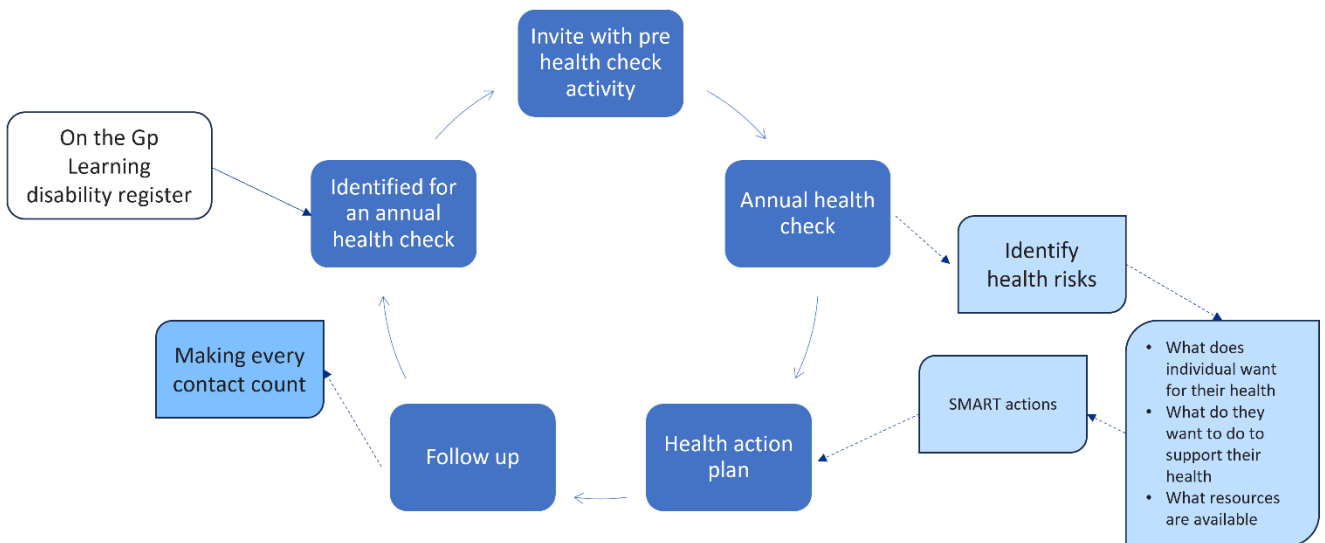 Invite with pre
health check
activity
On the Gp
Learning
disability register
Identified for
an annual
health check
Annual health
check
Identify
health risks
Making every
contact count
• What does
individual want
for their health
• What do they
want to do to
support their
health
• What resources
are available
SMART actions
Health action
plan
Follow up